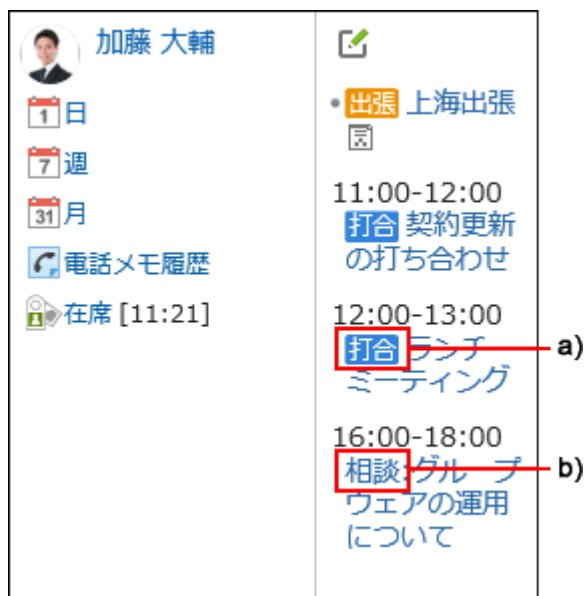 加藤 大輔
1 日
7 週
31 月
電話メモ履歴
在席 [11:21]
出張 上海出張
11:00-12:00
打合 契約更新
の打ち合わせ
12:00-13:00
打合 ランチ
ミーティング
a)
16:00-18:00
相談:グループ
ウェアの運用
について
b)